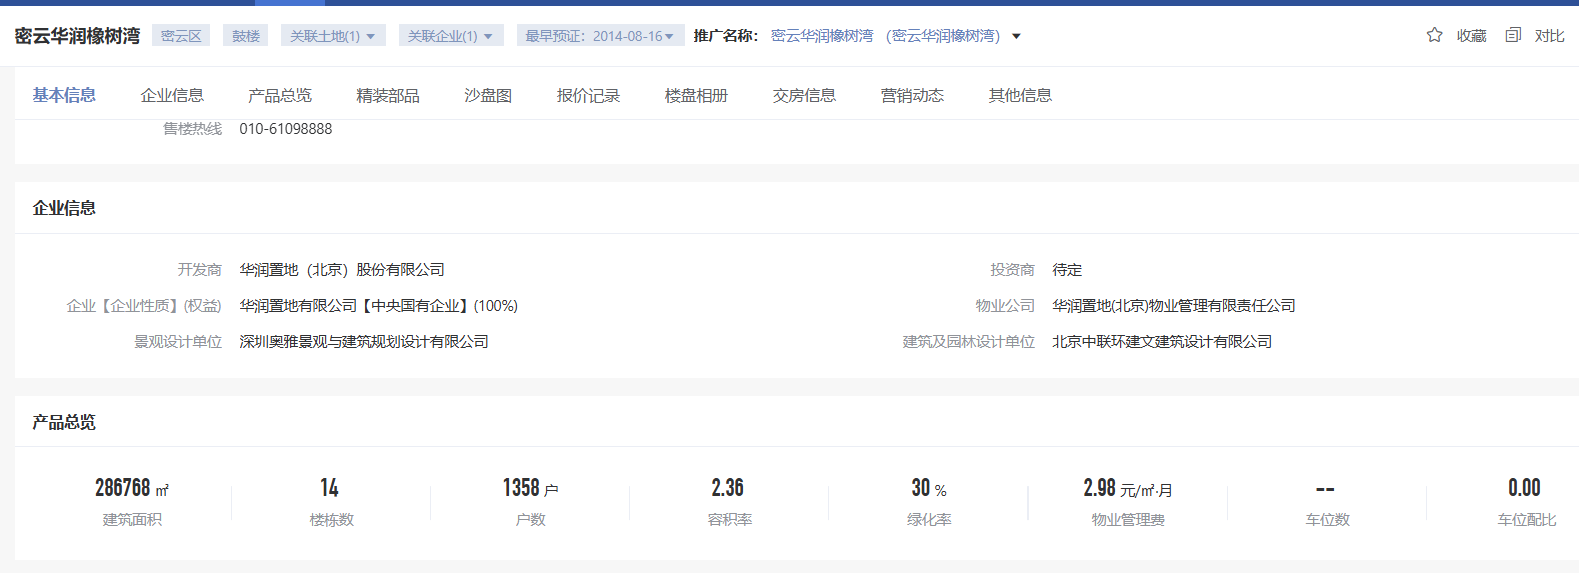 密云华润橡树湾 密云区 鼓楼 关联土地(1) 关联企业(1) 最早预证：2014-08-16 推广名称： 密云华润橡树湾 (密云华润橡树湾) 收藏 对比
基本信息 企业信息 产品总览 精装部品 沙盘图 报价记录 楼盘相册 交房信息 营销动态 其他信息
售楼热线 010-61098888
企业信息
开发商 华润置地（北京）股份有限公司 投资商 待定
企业【企业性质】(权益) 华润置地有限公司【中央国有企业】(100%) 物业公司 华润置地(北京)物业管理有限责任公司
景观设计单位 深圳奥雅景观与建筑规划设计有限公司 建筑及园林设计单位 北京中联环建文建筑设计有限公司
产品总览
286768 ㎡ 14 1358 户 2.36 30 % 2.98 元/㎡·月 -- 0.00
建筑面积 楼栋数 户数 容积率 绿化率 物业管理费 车位数 车位配比